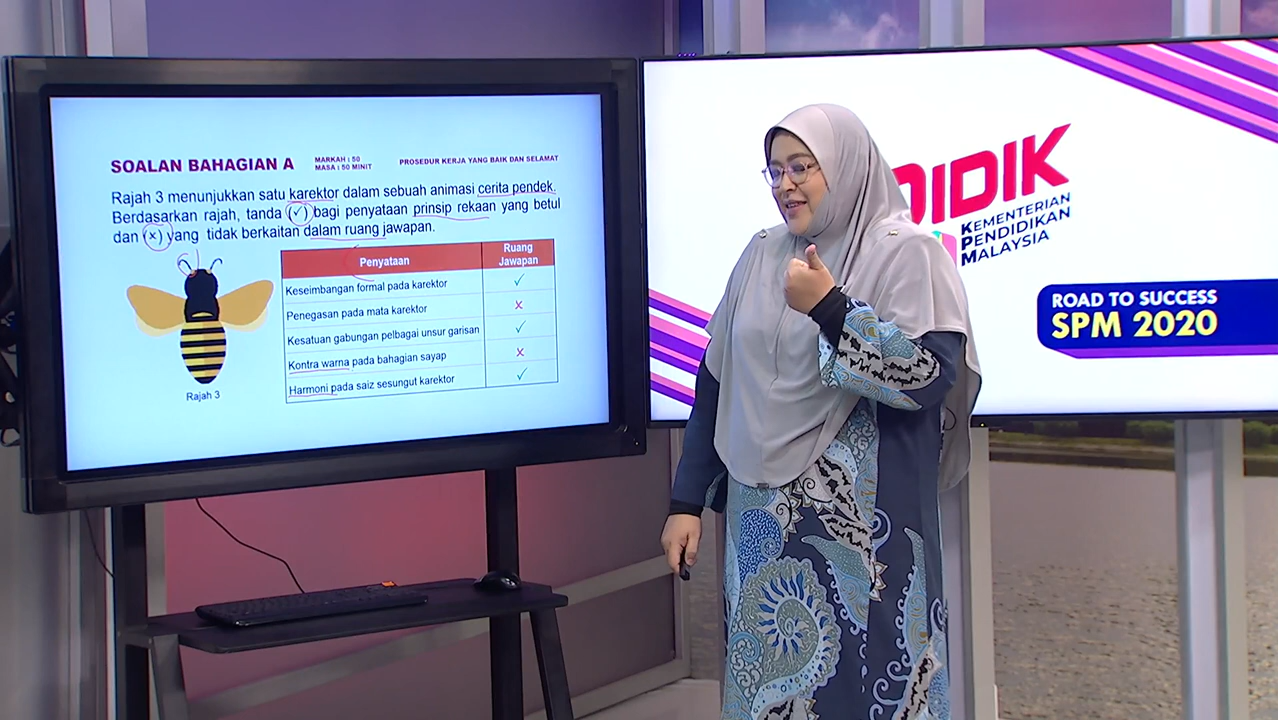 SOALAN BAHAGIAN A
MARKAH : 50
MASA : 50 MINIT
PROSEDUR KERJA YANG BAIK DAN SELAMAT
Rajah 3 menunjukkan satu karektor dalam sebuah animasi cerita pendek.
Berdasarkan rajah, tanda (✓) bagi penyataan prinsip rekaan yang betul
dan (×) yang tidak berkaitan dalam ruang jawapan.
Penyataan
Ruang
Jawapan
Keseimbangan formal pada karektor ✓
Penegasan pada mata karektor ×
Kesatuan gabungan pelbagai unsur garisan ✓
Kontra warna pada bahagian sayap ×
Harmoni pada saiz sesungut karektor ✓
Rajah 3
DIDIK
KEMENTERIAN
PENDIDIKAN
MALAYSIA
ROAD TO SUCCESS
SPM 2020